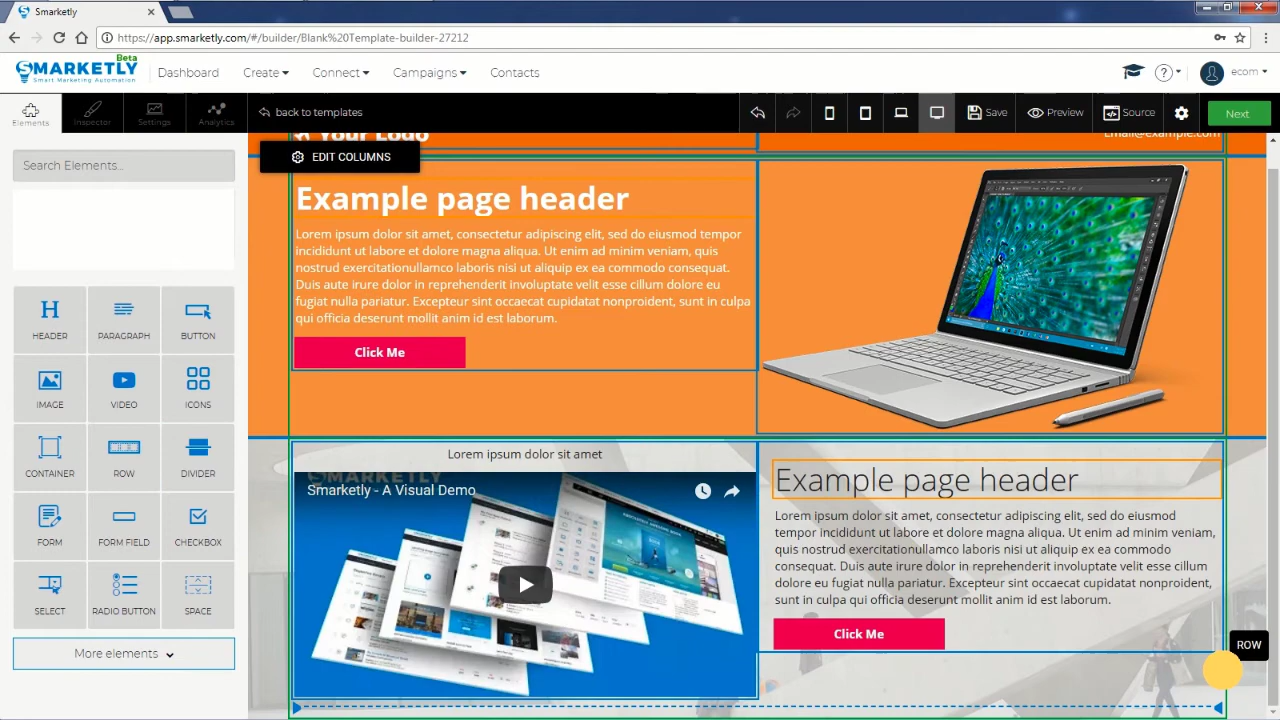 Smarketly
https://app.smarketly.com/#/builder/Blank%20Template-builder-27212
SMARKETLY Beta
Smart Marketing Automation
Dashboard
Create
Connect
Campaigns
Contacts
?
ecom
Elements
Inspector
Settings
Analytics
back to templates
Save
Preview
Source
Next
Search Elements...
HEADER
PARAGRAPH
BUTTON
IMAGE
VIDEO
ICONS
CONTAINER
ROW
DIVIDER
FORM
FORM FIELD
CHECKBOX
SELECT
RADIO BUTTON
SPACE
More elements
Your Logo
Email@example.com
EDIT COLUMNS
Example page header
Lorem ipsum dolor sit amet, consectetur adipiscing elit, sed do eiusmod tempor
incididunt ut labore et dolore magna aliqua. Ut enim ad minim veniam, quis
nostrud exercitationullamco laboris nisi ut aliquip ex ea commodo consequat.
Duis aute irure dolor in reprehenderit involuptate velit esse cillum dolore eu
fugiat nulla pariatur. Excepteur sint occaecat cupidatat nonproident, sunt in culpa
qui officia deserunt mollit anim id est laborum.
Click Me
Lorem ipsum dolor sit amet
SMARKETLY
Smarketly - A Visual Demo
Example page header
Lorem ipsum dolor sit amet, consectetur adipiscing elit, sed do eiusmod
tempor incididunt ut labore et dolore magna aliqua. Ut enim ad minim veniam,
quis nostrud exercitationullamco laboris nisi ut aliquip ex ea commodo
consequat. Duis aute irure dolor in reprehenderit involuptate velit esse cillum
dolore eu fugiat nulla pariatur. Excepteur sint occaecat cupidatat nonproident,
sunt in culpa qui officia deserunt mollit anim id est laborum.
Click Me
ROW